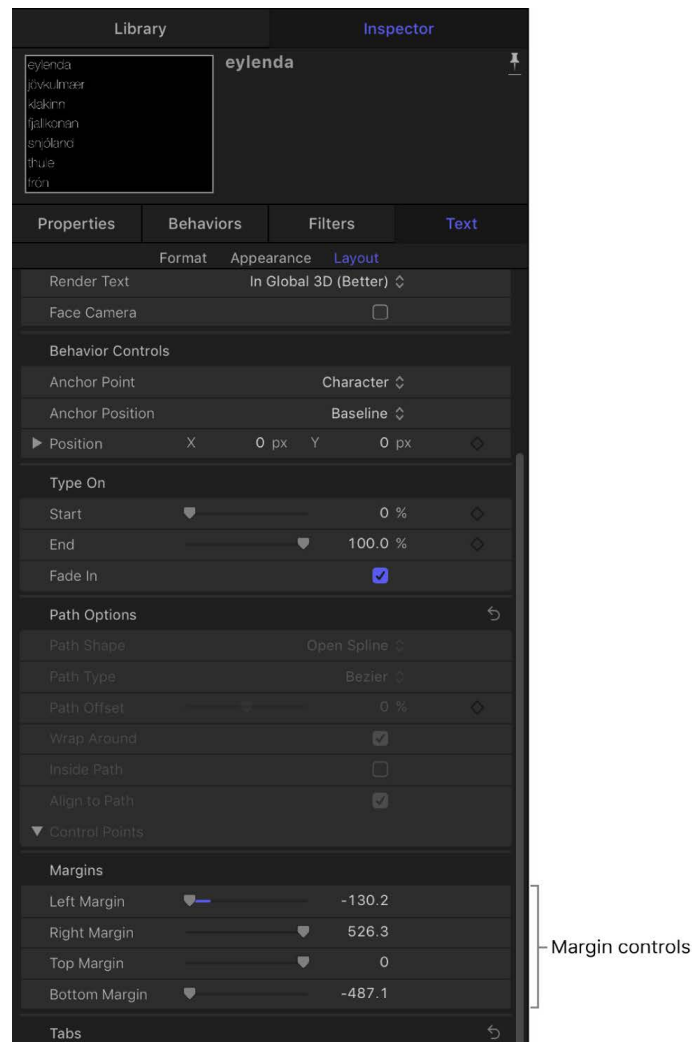 Library Inspector
eylenda
eylenda
jövkulmær
klakinn
fjallkonan
snjóland
thule
frón
Properties Behaviors Filters Text
Format Appearance Layout
Render Text In Global 3D (Better)
Face Camera
Behavior Controls
Anchor Point Character
Anchor Position Baseline
Position X 0 px Y 0 px
Type On
Start 0 %
End 100.0 %
Fade In
Path Options
Path Shape Open Spline
Path Type Bezier
Path Offset 0 %
Wrap Around
Inside Path
Align to Path
Control Points
Margins
Left Margin -130.2
Right Margin 526.3
Top Margin 0
Bottom Margin -487.1
Margin controls
Tabs